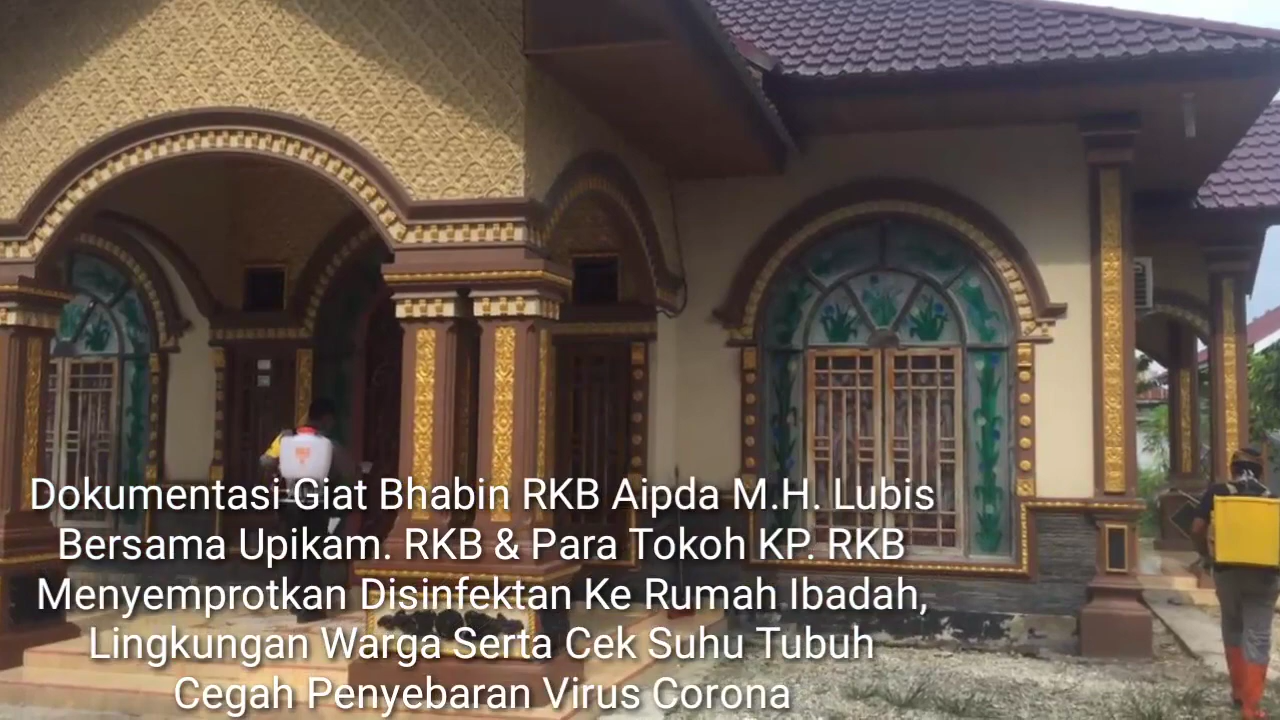 Dokumentasi Giat Bhabin RKB Aipda M.H. Lubis
Bersama Upikam. RKB & Para Tokoh KP. RKB
Menyemprotkan Disinfektan Ke Rumah Ibadah,
Lingkungan Warga Serta Cek Suhu Tubuh
Cegah Penyebaran Virus Corona